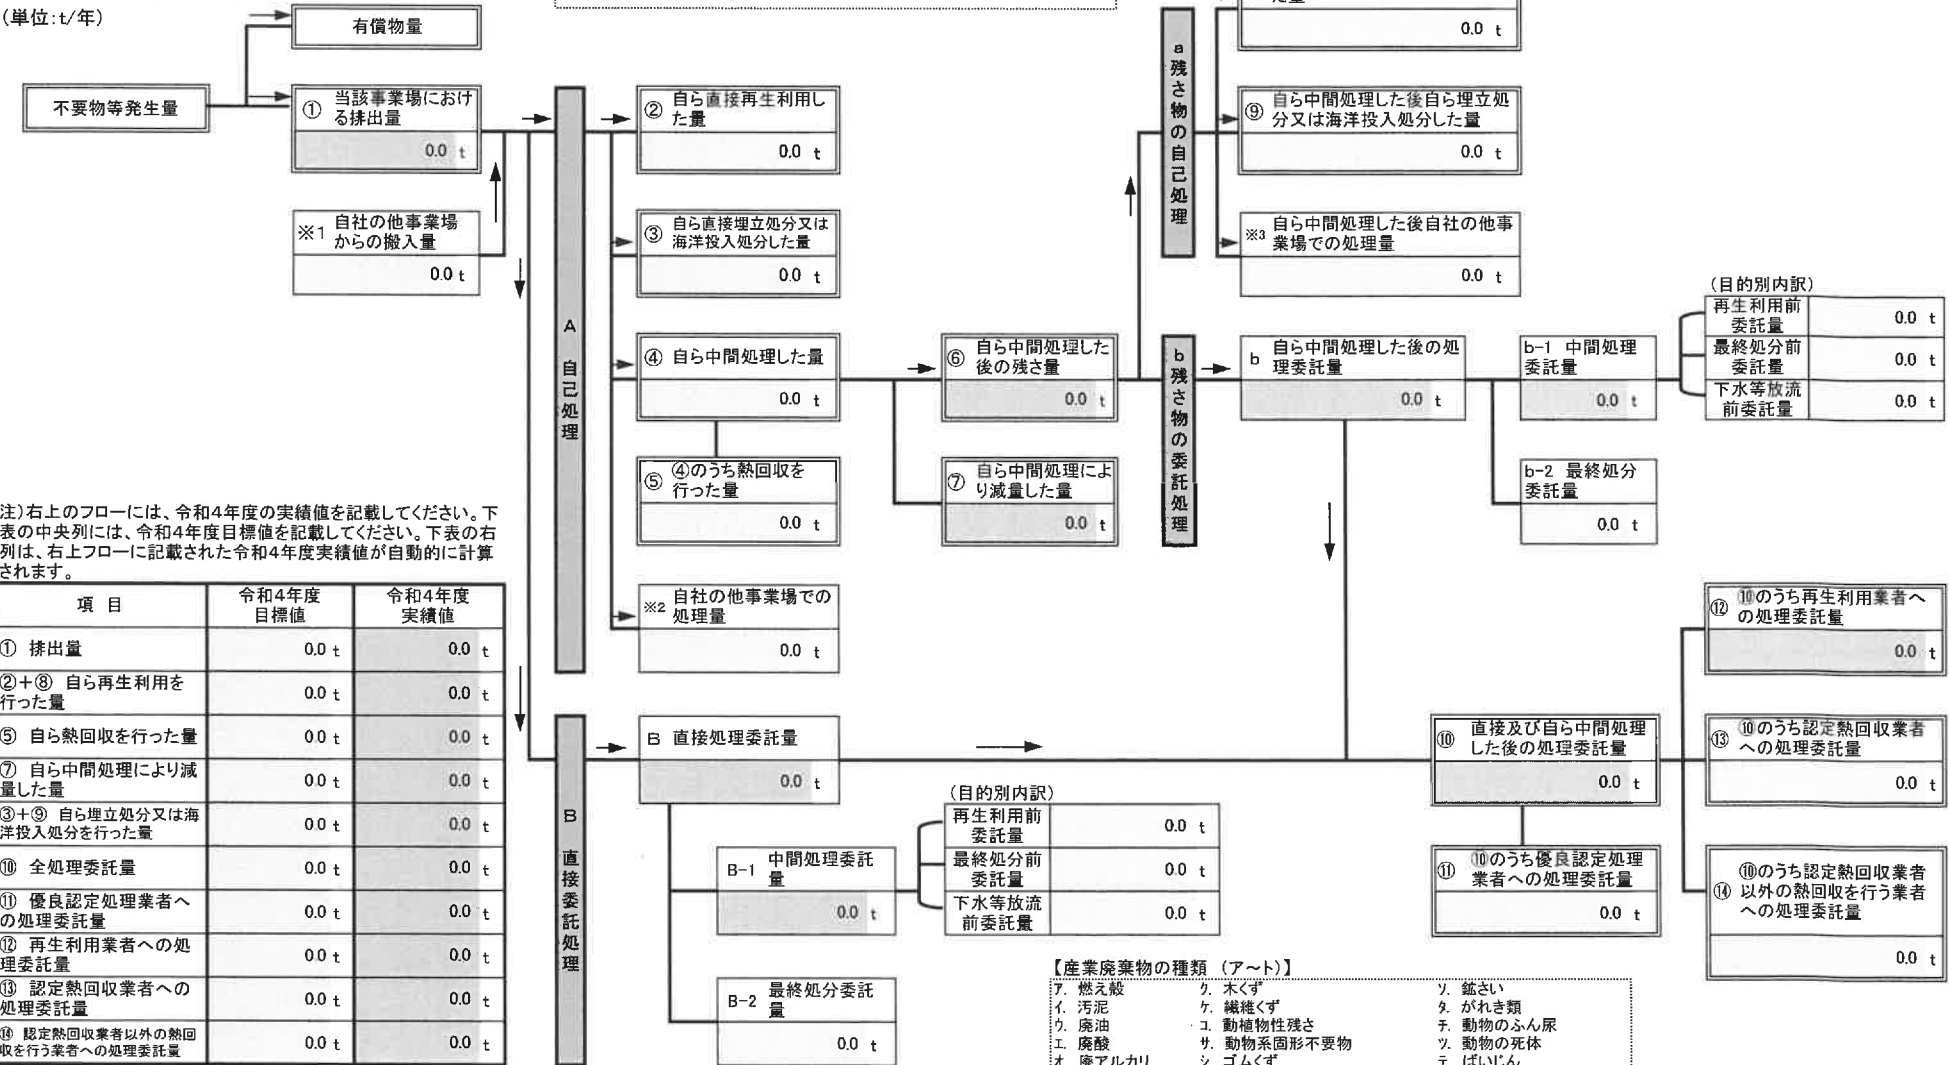 (単位:t/年)
有償物量
不要物等発生量
① 当該事業場におけ
る排出量
0.0 t
※1 自社の他事業場
からの搬入量
0.0 t
A 自己処理
② 自ら直接再生利用し
た量
0.0 t
③ 自ら直接埋立処分又は
海洋投入処分した量
0.0 t
④ 自ら中間処理した量
0.0 t
⑤ ④のうち熱回収を
行った量
0.0 t
※2 自社の他事業場での
処理量
0.0 t
⑥ 自ら中間処理した
後の残さ量
0.0 t
⑦ 自ら中間処理によ
り減量した量
0.0 t
a 残さ物の自己処理
0.0 t
⑨ 自ら中間処理した後自ら埋立処
分又は海洋投入処分した量
0.0 t
※3 自ら中間処理した後自社の他事
業場での処理量
0.0 t
b 残さ物の委託処理
b 自ら中間処理した後の処
理委託量
0.0 t
b-1 中間処理
委託量
0.0 t
(目的別内訳)
再生利用前
委託量 0.0 t
最終処分前
委託量 0.0 t
下水等放流
前委託量 0.0 t
b-2 最終処分
委託量
0.0 t
注)右上のフローには、令和4年度の実績値を記載してください。下
表の中央列には、令和4年度目標値を記載してください。下表の右
列は、右上フローに記載された令和4年度実績値が自動的に計算
されます。
項 目 令和4年度
目標値 令和4年度
実績値
① 排出量 0.0 t 0.0 t
②+⑧ 自ら再生利用を
行った量 0.0 t 0.0 t
⑤ 自ら熱回収を行った量 0.0 t 0.0 t
⑦ 自ら中間処理により減
量した量 0.0 t 0.0 t
③+⑨ 自ら埋立処分又は海
洋投入処分を行った量 0.0 t 0.0 t
⑩ 全処理委託量 0.0 t 0.0 t
⑪ 優良認定処理業者へ
の処理委託量 0.0 t 0.0 t
⑫ 再生利用業者への処
理委託量 0.0 t 0.0 t
⑬ 認定熱回収業者への
処理委託量 0.0 t 0.0 t
⑭ 認定熱回収業者以外の熱回
収を行う業者への処理委託量 0.0 t 0.0 t
B 直接委託処理
B 直接処理委託量
0.0 t
B-1 中間処理委託
量
0.0 t
(目的別内訳)
再生利用前
委託量 0.0 t
最終処分前
委託量 0.0 t
下水等放流
前委託量 0.0 t
B-2 最終処分委託
量
0.0 t
⑩ 直接及び自ら中間処理
した後の処理委託量
0.0 t
⑪ ⑩のうち優良認定処理
業者への処理委託量
0.0 t
⑫ ⑩のうち再生利用業者へ
の処理委託量
0.0 t
⑬ ⑩のうち認定熱回収業者
への処理委託量
0.0 t
⑭ ⑩のうち認定熱回収業者
以外の熱回収を行う業者
への処理委託量
0.0 t
【産業廃棄物の種類 (ア~ト)】
ア. 燃え殻 ク. 木くず ソ. 鉱さい
イ. 汚泥 ケ. 繊維くず タ. がれき類
ウ. 廃油 コ. 動植物性残さ チ. 動物のふん尿
エ. 廃酸 サ. 動物系固形不要物 ツ. 動物の死体
オ. 廃アルカリ シ. ゴムくず テ. ばいじん